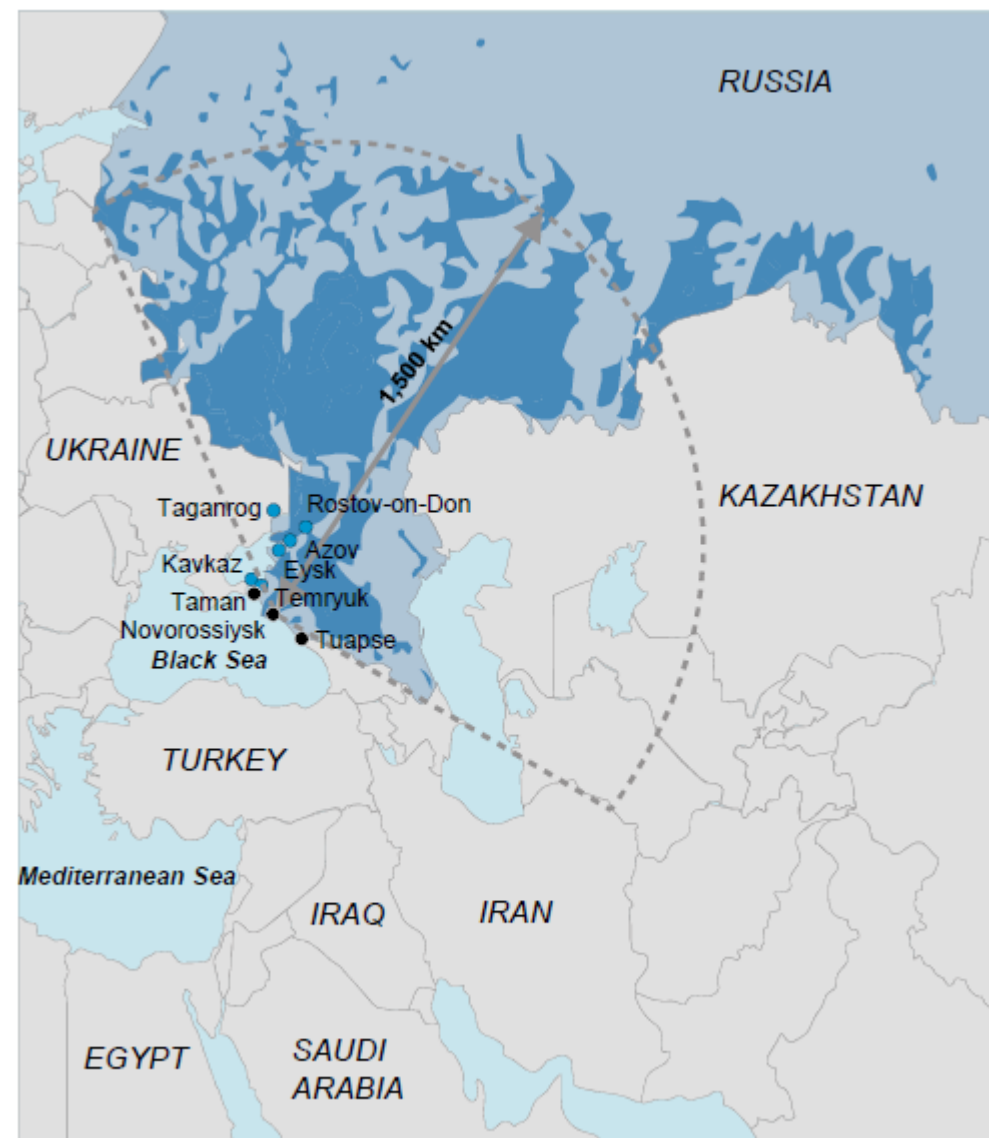 RUSSIA
1,500 km
UKRAINE
KAZAKHSTAN
Taganrog
Rostov-on-Don
Azov
Kavkaz
Eysk
Taman
Temryuk
Novorossiysk
Tuapse
Black Sea
TURKEY
Mediterranean Sea
IRAQ
IRAN
EGYPT
SAUDI
ARABIA